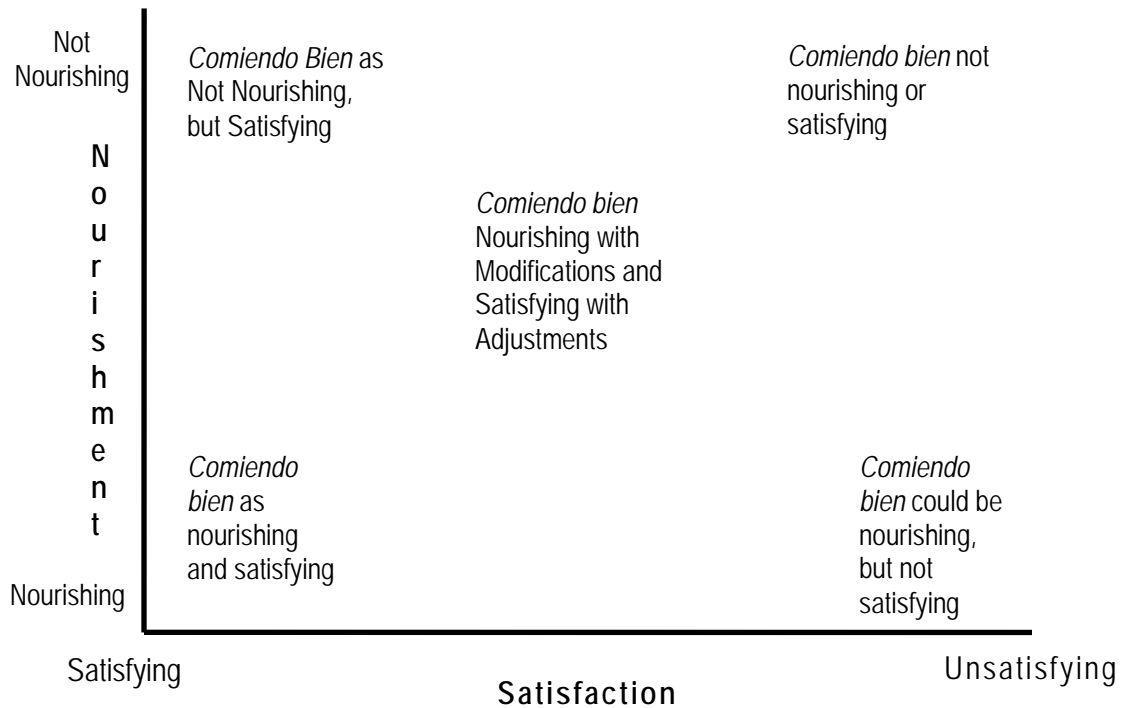 Not
Nourishing
Comiendo Bien as
Not Nourishing,
but Satisfying
Comiendo bien not
nourishing or
satisfying
N
o
u
r
i
s
h
m
e
n
t
Comiendo bien
Nourishing with
Modifications and
Satisfying with
Adjustments
Comiendo
bien as
nourishing
and satisfying
Comiendo
bien could be
nourishing,
but not
satisfying
Nourishing
Satisfying
Satisfaction
Unsatisfying